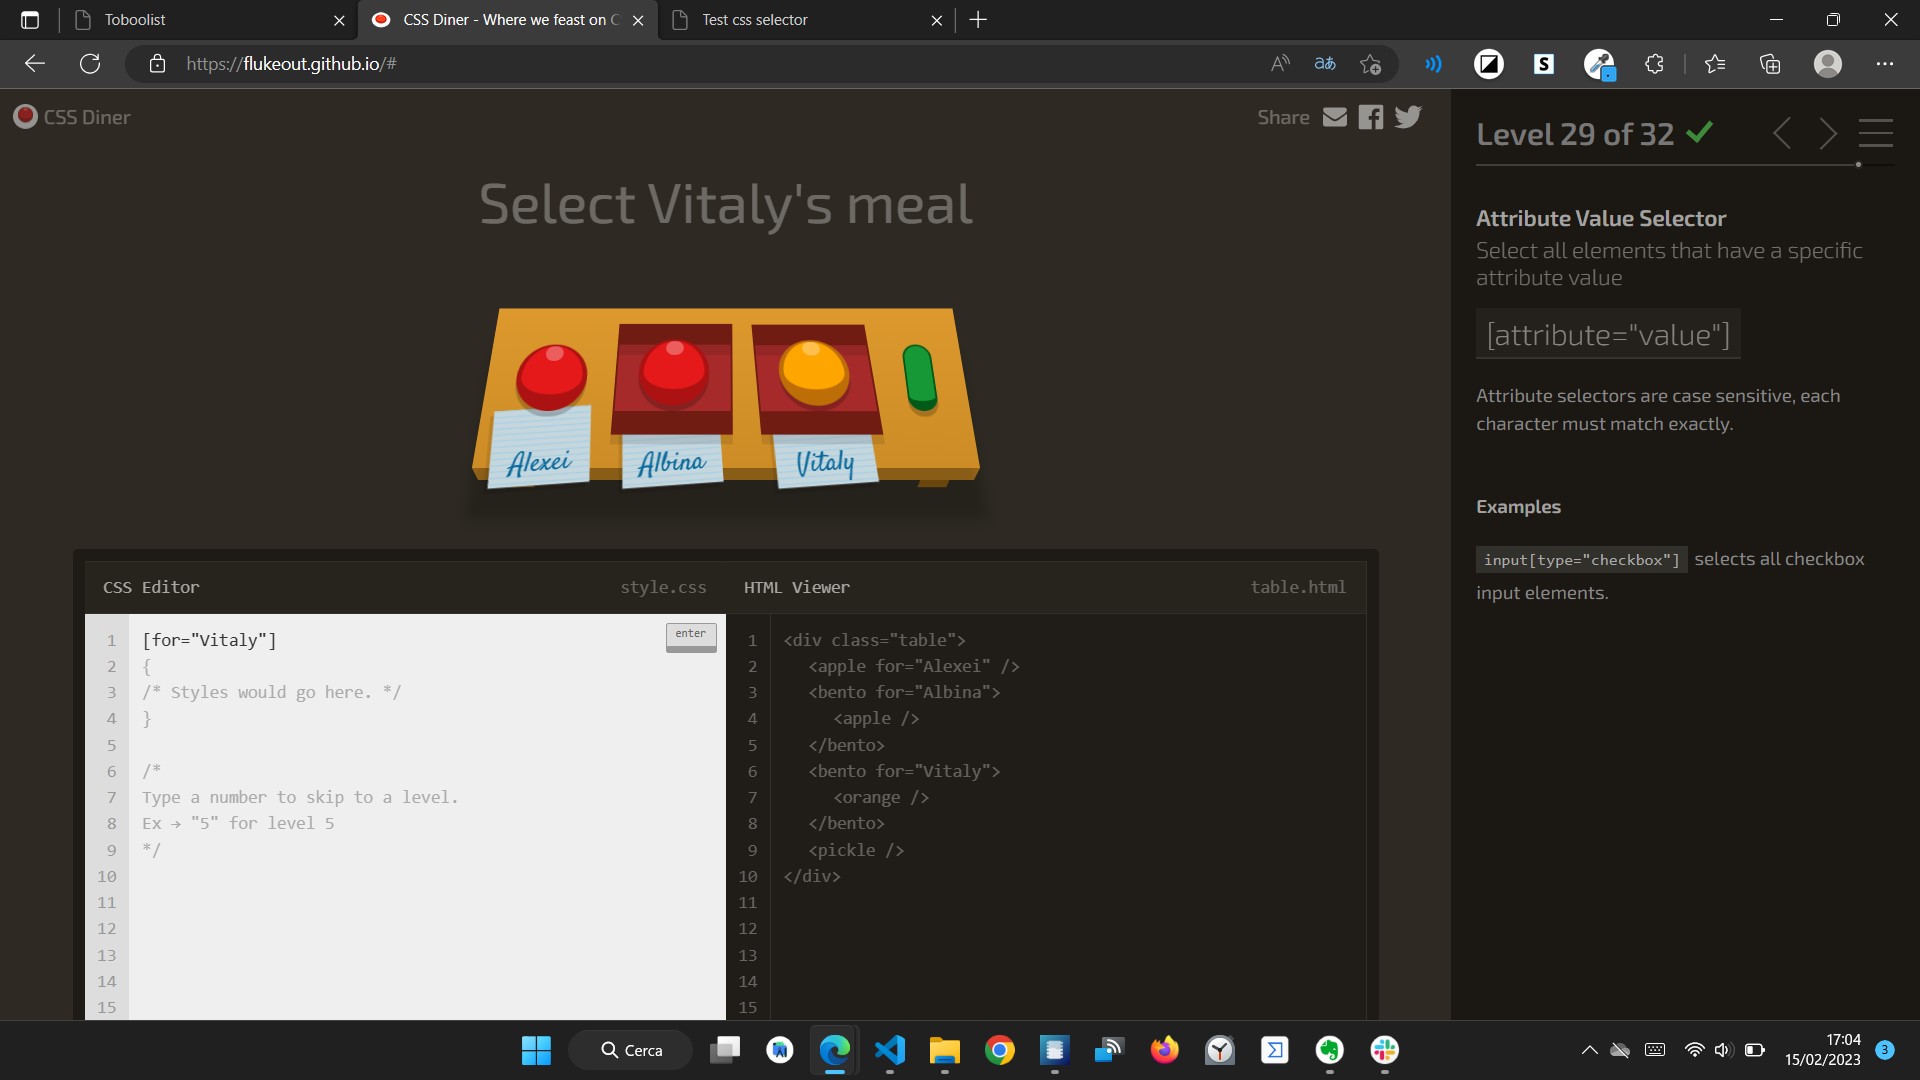 Toboolist
CSS Diner - Where we feast on C
Test css selector
https://flukeout.github.io/#
CSS Diner
Share
Level 29 of 32
Select Vitaly's meal
Attribute Value Selector
Select all elements that have a specific
attribute value
[attribute="value"]
Attribute selectors are case sensitive, each
character must match exactly.
Examples
input[type="checkbox"] selects all checkbox
input elements.
Alexei
Albina
Vitaly
CSS Editor
style.css
HTML Viewer
table.html
enter
1 [for="Vitaly"]
2 {
3 /* Styles would go here. */
4 }
5
6 /*
7 Type a number to skip to a level.
8 Ex → "5" for level 5
9 */
10
11
12
13
14
15
1 <div class="table">
2 <apple for="Alexei" />
3 <bento for="Albina">
4 <apple />
5 </bento>
6 <bento for="Vitaly">
7 <orange />
8 </bento>
9 <pickle />
10 </div>
11
12
13
14
15
Cerca
17:04
15/02/2023
3